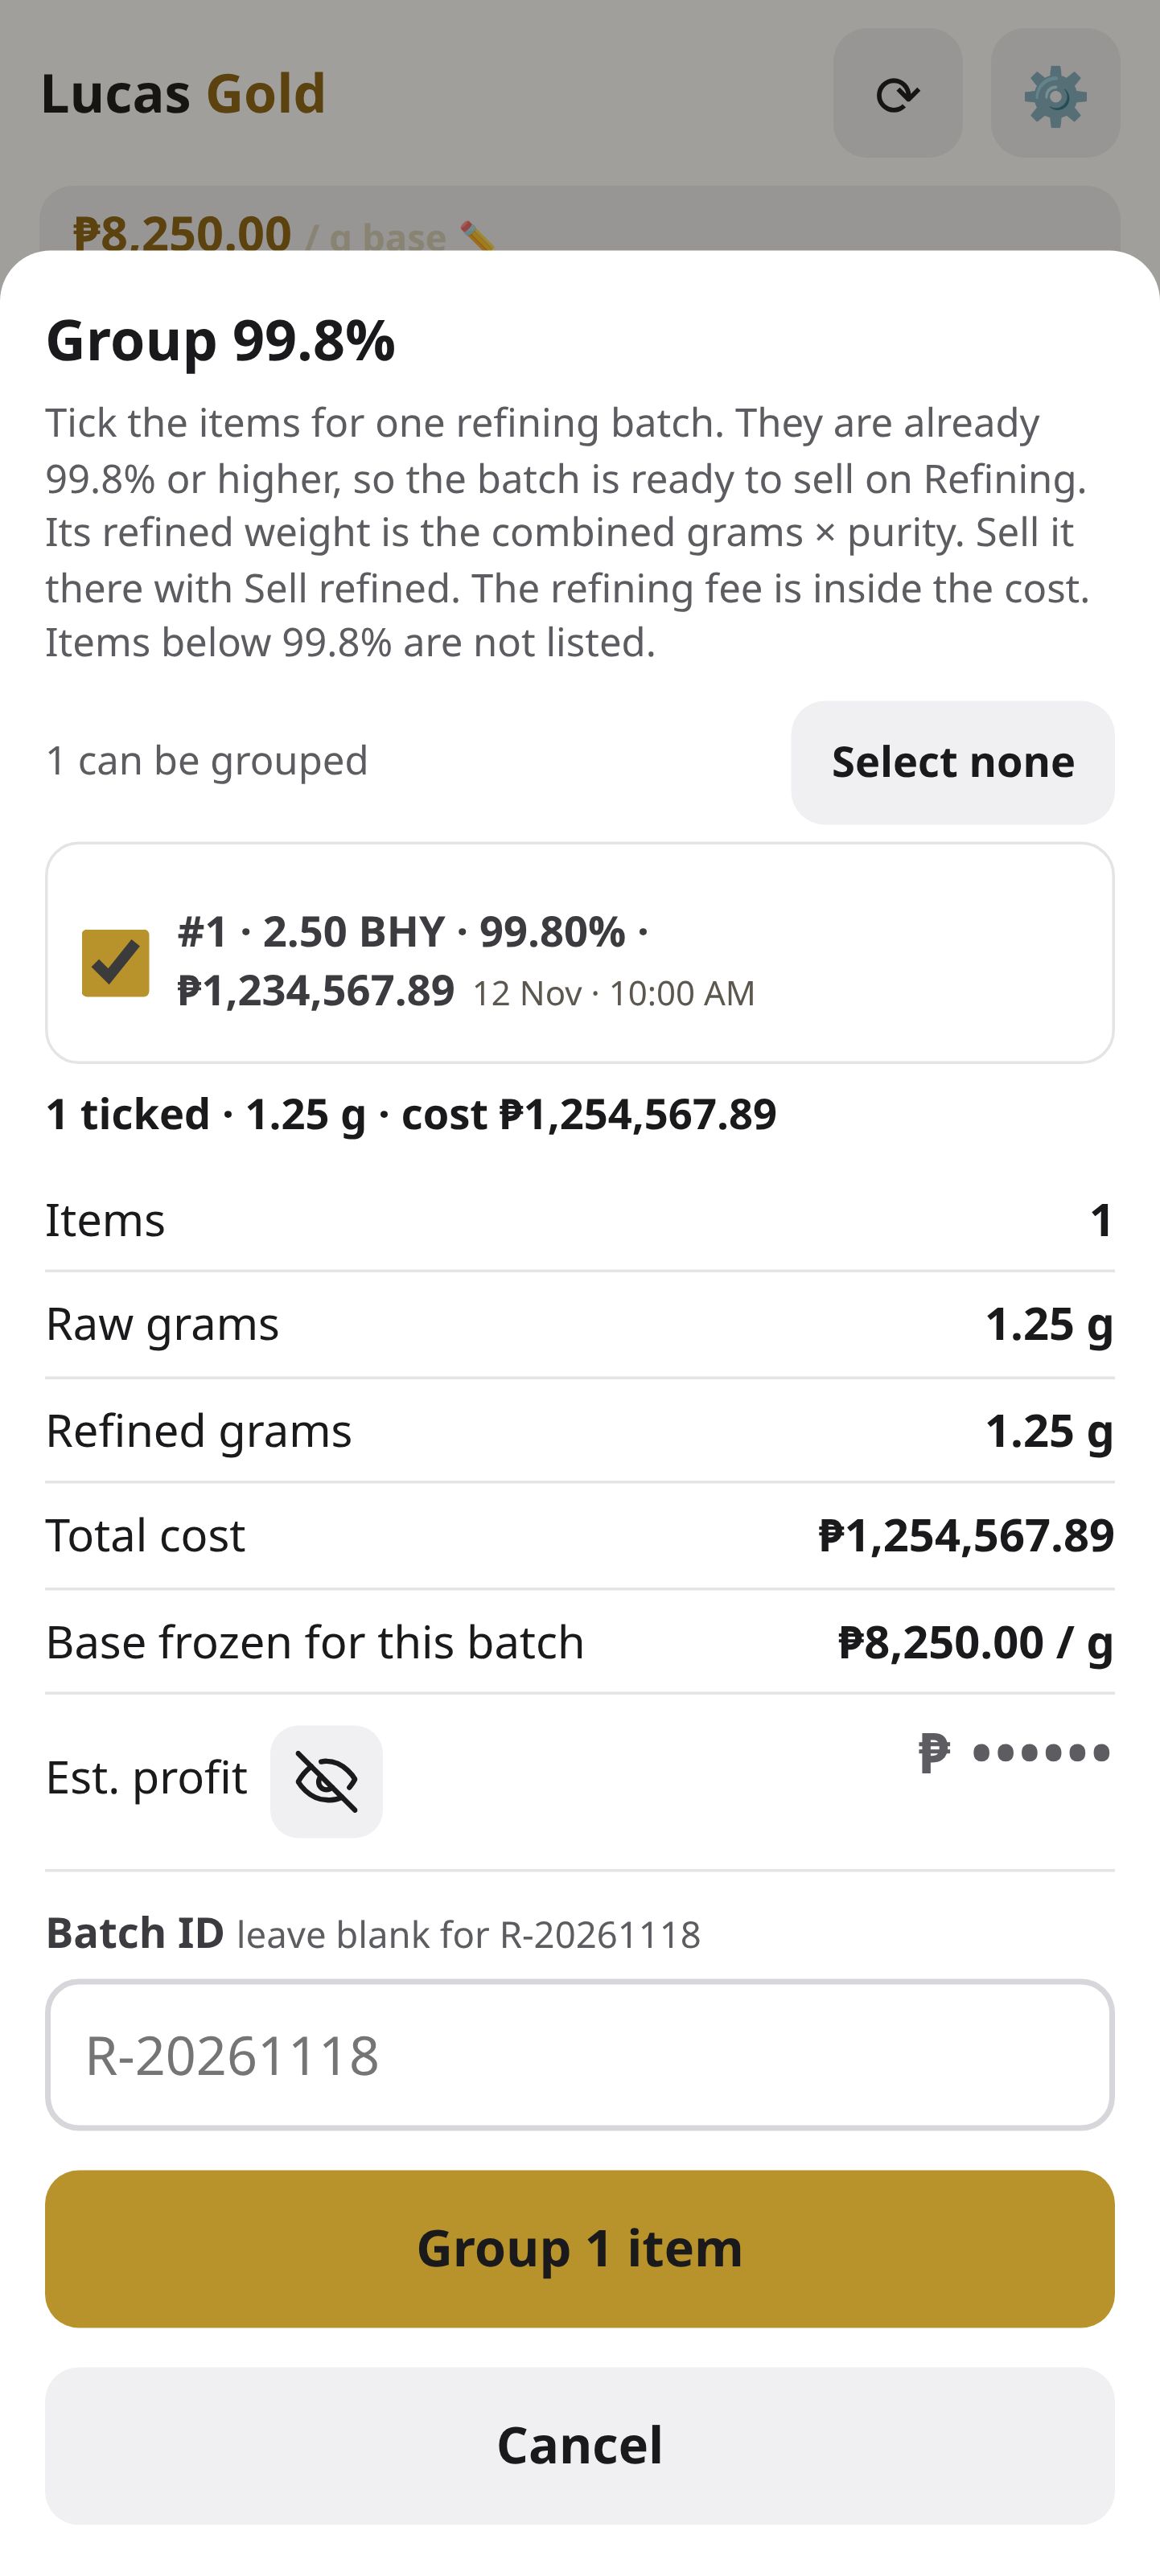 Lucas Gold
₱8,250.00 / g base
Group 99.8%
Tick the items for one refining batch. They are already
99.8% or higher, so the batch is ready to sell on Refining.
Its refined weight is the combined grams × purity. Sell it
there with Sell refined. The refining fee is inside the cost.
Items below 99.8% are not listed.
1 can be grouped
Select none
#1 · 2.50 BHY · 99.80% ·
₱1,234,567.89 12 Nov · 10:00 AM
1 ticked · 1.25 g · cost ₱1,254,567.89
Items 1
Raw grams 1.25 g
Refined grams 1.25 g
Total cost ₱1,254,567.89
Base frozen for this batch ₱8,250.00 / g
Est. profit ₱ ••••••
Batch ID leave blank for R-20261118
R-20261118
Group 1 item
Cancel